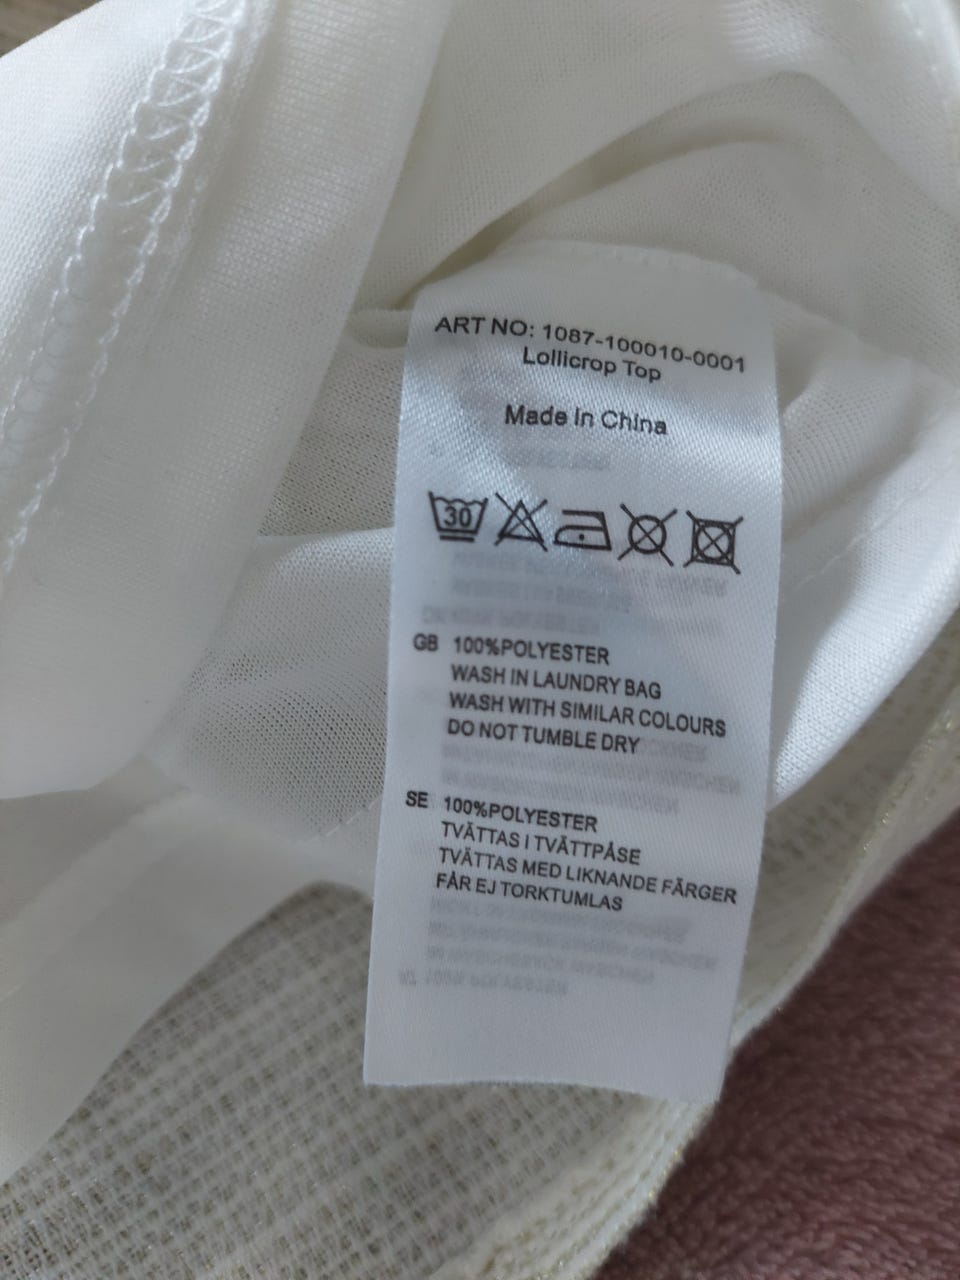 ART NO: 1087-100010-0001
Lollicrop Top
Made in China
30
GB 100%POLYESTER
WASH IN LAUNDRY BAG
WASH WITH SIMILAR COLOURS
DO NOT TUMBLE DRY
SE 100%POLYESTER
TVÄTTAS I TVÄTTPÅSE
TVÄTTAS MED LIKNANDE FÄRGER
FÅR EJ TORKTUMLAS